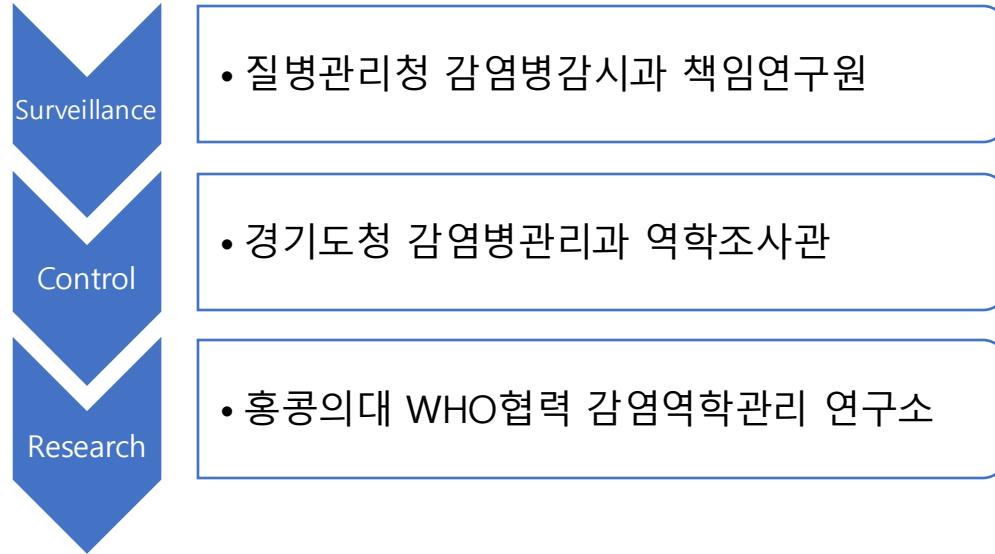 Surveillance
• 질병관리청 감염병감시과 책임연구원
Control
• 경기도청 감염병관리과 역학조사관
Research
• 홍콩의대 WHO협력 감염역학관리 연구소